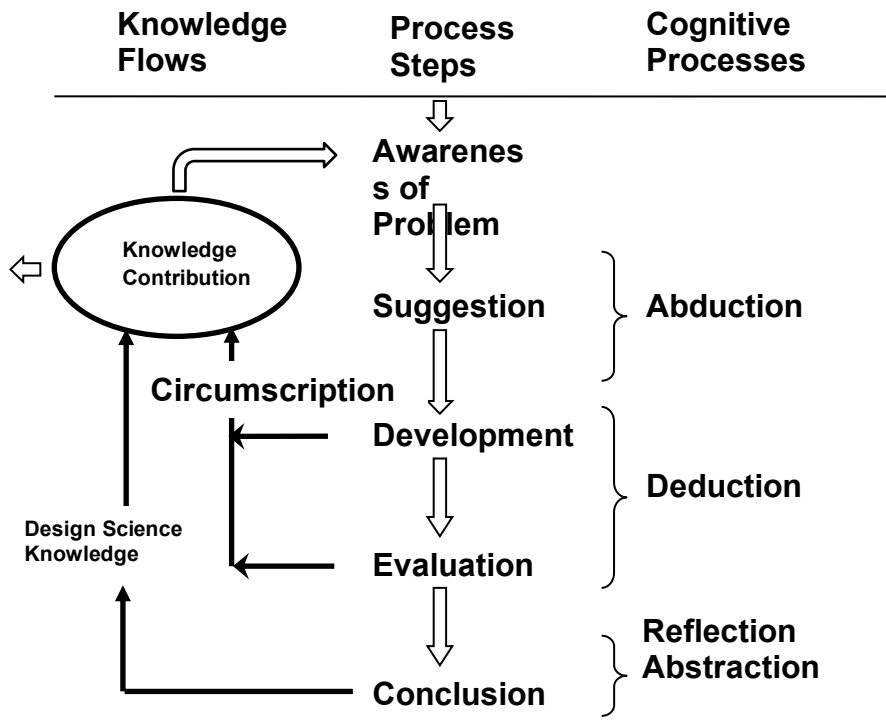 Knowledge
Flows
Process
Steps
Cognitive
Processes
Awarenes
s of
Problem
Knowledge
Contribution
Suggestion
Abduction
Circumscription
Development
Deduction
Design Science
Knowledge
Evaluation
Reflection
Abstraction
Conclusion